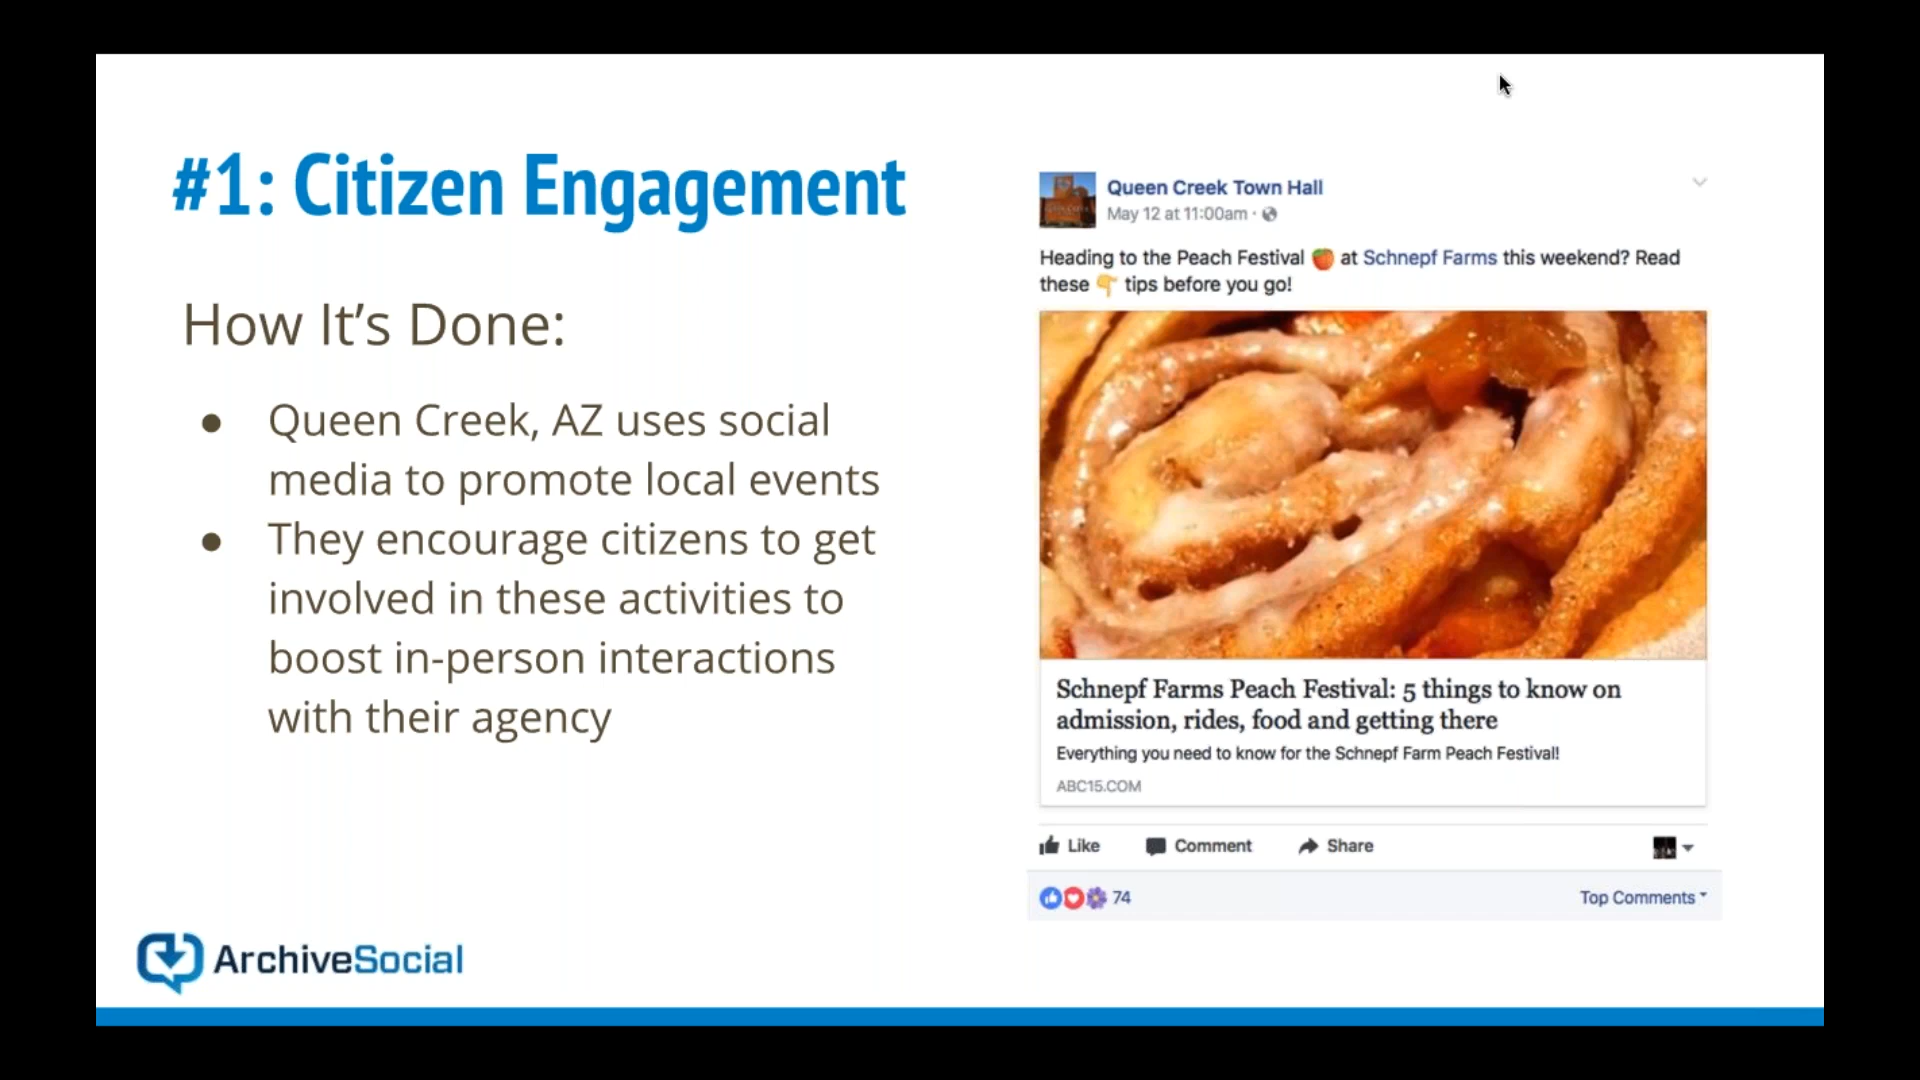 #1: Citizen Engagement
How It’s Done:
● Queen Creek, AZ uses social
media to promote local events
● They encourage citizens to get
involved in these activities to
boost in-person interactions
with their agency
ArchiveSocial
Queen Creek Town Hall
May 12 at 11:00am ·
Heading to the Peach Festival 🍑 at Schnepf Farms this weekend? Read
these 👇 tips before you go!
Schnepf Farms Peach Festival: 5 things to know on
admission, rides, food and getting there
Everything you need to know for the Schnepf Farm Peach Festival!
ABC15.COM
Like Comment Share
74 Top Comments